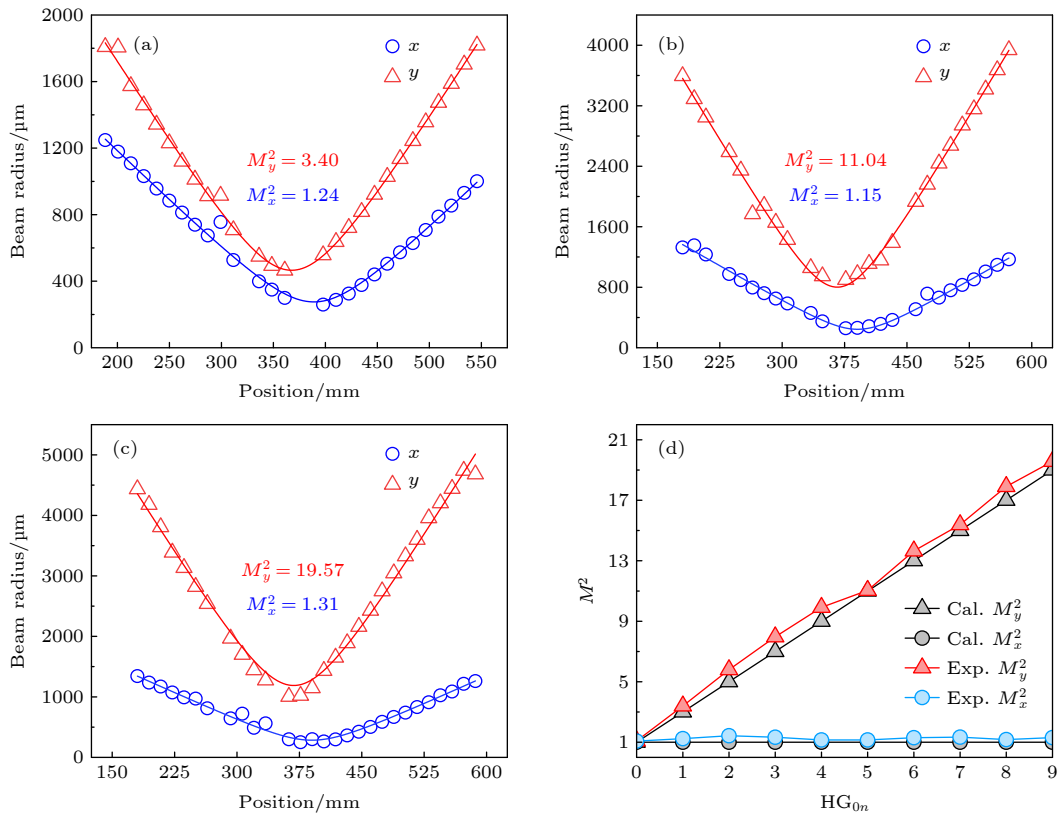 (a)
x
y
M_y^2 = 3.40
M_x^2 = 1.24
2000
1600
1200
800
400
0
Beam radius/μm
200 250 300 350 400 450 500 550
Position/mm
(b)
x
y
M_y^2 = 11.04
M_x^2 = 1.15
4000
3200
2400
1600
800
0
Beam radius/μm
150 225 300 375 450 525 600
Position/mm
(c)
x
y
M_y^2 = 19.57
M_x^2 = 1.31
5000
4000
3000
2000
1000
0
Beam radius/μm
150 225 300 375 450 525 600
Position/mm
(d)
21
17
13
9
5
1
M^2
Cal. M_y^2
Cal. M_x^2
Exp. M_y^2
Exp. M_x^2
0 1 2 3 4 5 6 7 8 9
HG_{0n}